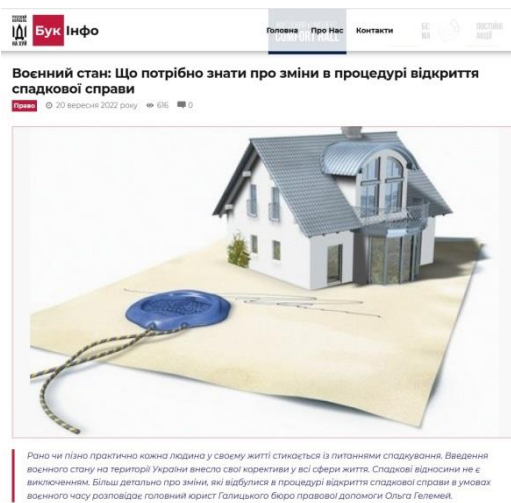 ІДІ
НА ХУЙ
Бук Інфо
Головна Про Нас Контакти
Воєнний стан: Що потрібно знати про зміни в процедурі відкриття
спадкової справи
Право 20 вересня 2022 року 616 0
Рано чи пізно практично кожна людина у своєму житті стикається із питаннями спадкування. Введення
воєнного стану на території України внесло свої корективи у всі сфери життя. Спадкові відносини не є
виключенням. Більш детально про зміни, які відбулися в процедурі відкриття спадкової справи в умовах
воєнного часу розповідає головний юрист Галицького бюро правової допомоги Ольга Гелемей.